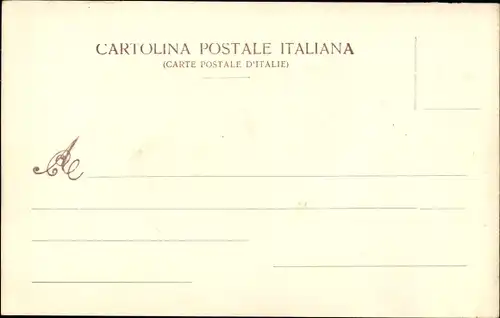 CARTOLINA POSTALE ITALIANA
(CARTE POSTALE D'ITALIE)
A